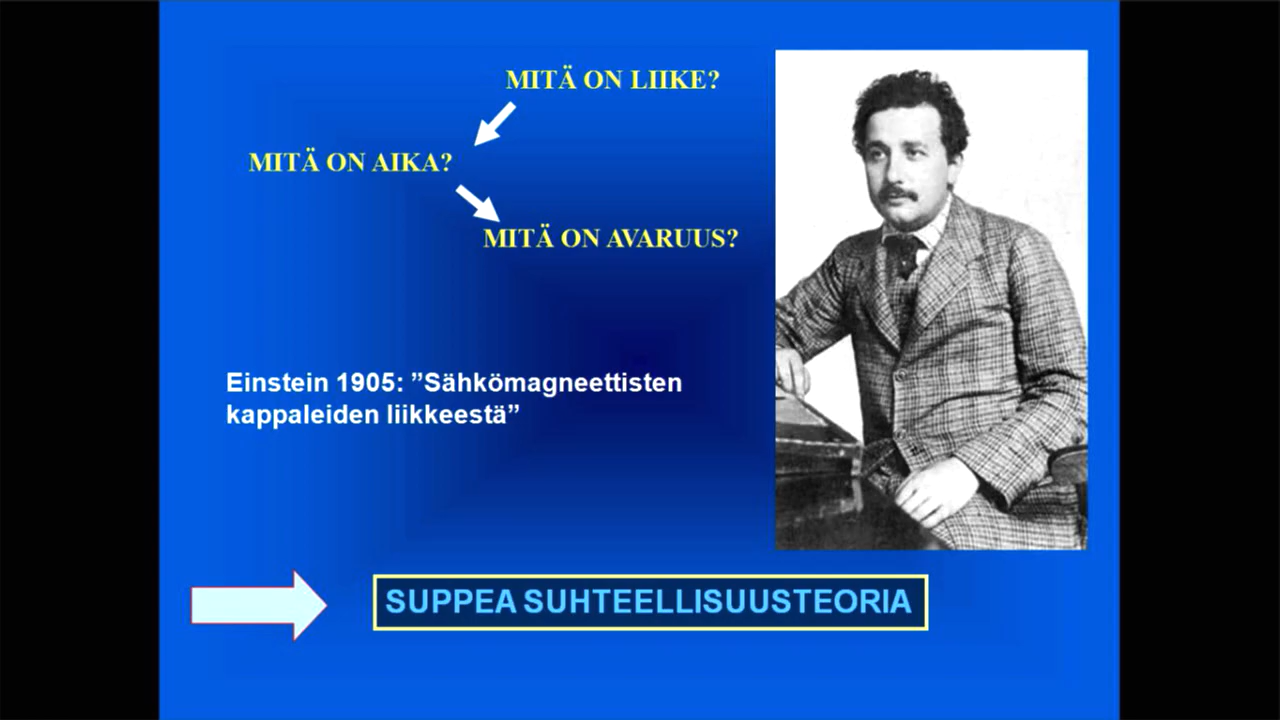 MITÄ ON LIIKE?
MITÄ ON AIKA?
MITÄ ON AVARUUS?
Einstein 1905: ”Sähkömagneettisten
kappaleiden liikkeestä”
SUPPEA SUHTEELLISUUSTEORIA